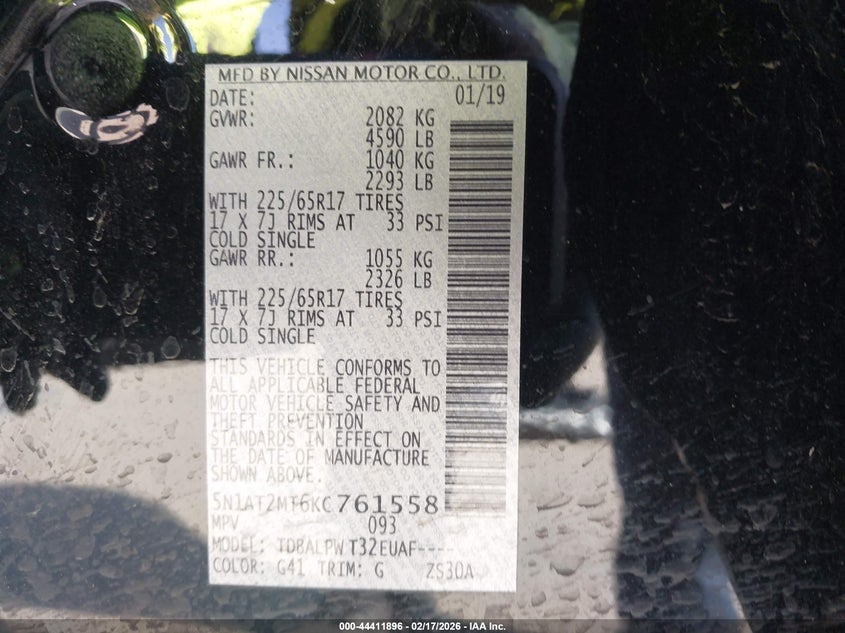 MFD BY NISSAN MOTOR CO., LTD.
DATE: 01/19
GVWR: 2082 KG
4590 LB
GAWR FR.: 1040 KG
2293 LB
WITH 225/65R17 TIRES
17 X 7J RIMS AT 33 PSI
COLD SINGLE
GAWR RR.: 1055 KG
2326 LB
WITH 225/65R17 TIRES
17 X 7J RIMS AT 33 PSI
COLD SINGLE
THIS VEHICLE CONFORMS TO
ALL APPLICABLE FEDERAL
MOTOR VEHICLE SAFETY AND
THEFT PREVENTION
STANDARDS IN EFFECT ON
THE DATE OF MANUFACTURE
SHOWN ABOVE.
5N1AT2MT6KC761558
MPV 093
MODEL: TDBALPW T32EUAF----
COLOR: G41 TRIM: G ZS30A
000-44411896 - 02/17/2026 - IAA Inc.